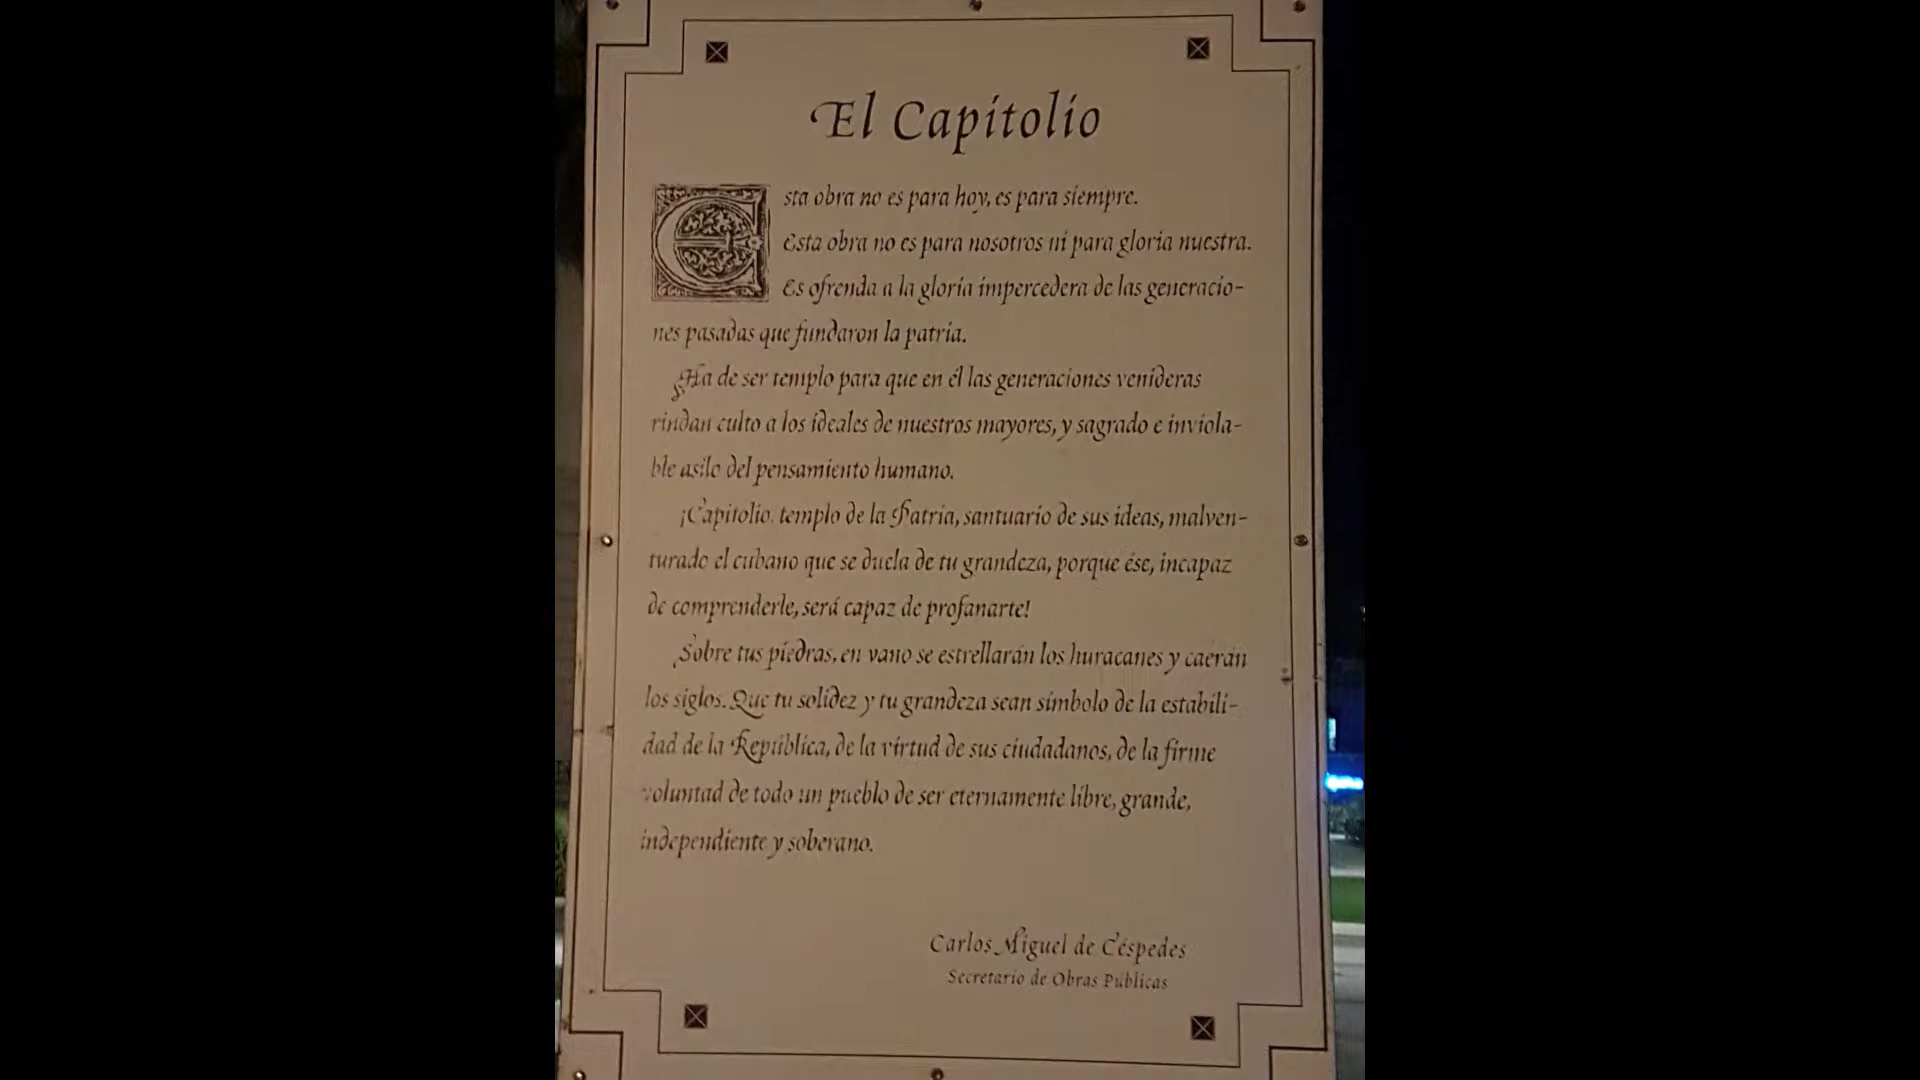 El Capitolio
Esta obra no es para hoy, es para siempre.
Esta obra no es para nosotros ni para gloria nuestra.
Es ofrenda a la gloria impercedera de las generacio-
nes pasadas que fundaron la patria.
Ha de ser templo para que en él las generaciones venideras
rindan culto a los ideales de nuestros mayores, y sagrado e inviola-
ble asilo del pensamiento humano.
¡Capitolio, templo de la Patria, santuario de sus ideas, malven-
turado el cubano que se duela de tu grandeza, porque ése, incapaz
de comprenderle, será capaz de profanarte!
Sobre tus piedras, en vano se estrellarán los huracanes y caerán
los siglos. Que tu solidez y tu grandeza sean símbolo de la estabili-
dad de la República, de la virtud de sus ciudadanos, de la firme
voluntad de todo un pueblo de ser eternamente libre, grande,
independiente y soberano.
Carlos Miguel de Céspedes
Secretario de Obras Públicas